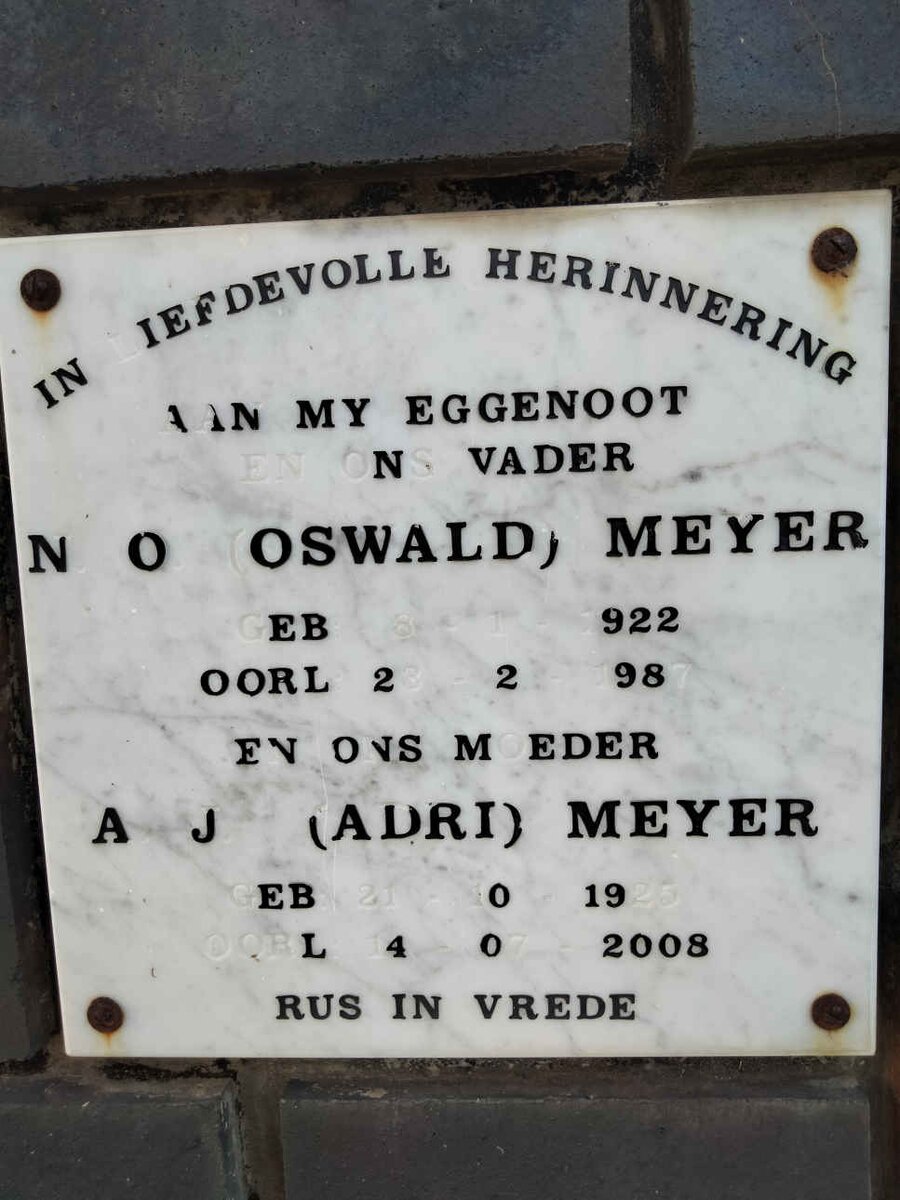 IN LIEFDEVOLLE HERINNERING
AAN MY EGGENOOT
EN ONS VADER
N O (OSWALD) MEYER
GEB 8 - 1 - 1922
OORL 23 - 2 - 1987
EN ONS MOEDER
A J (ADRI) MEYER
GEB 21 - 10 - 1925
OORL 14 - 07 - 2008
RUS IN VREDE